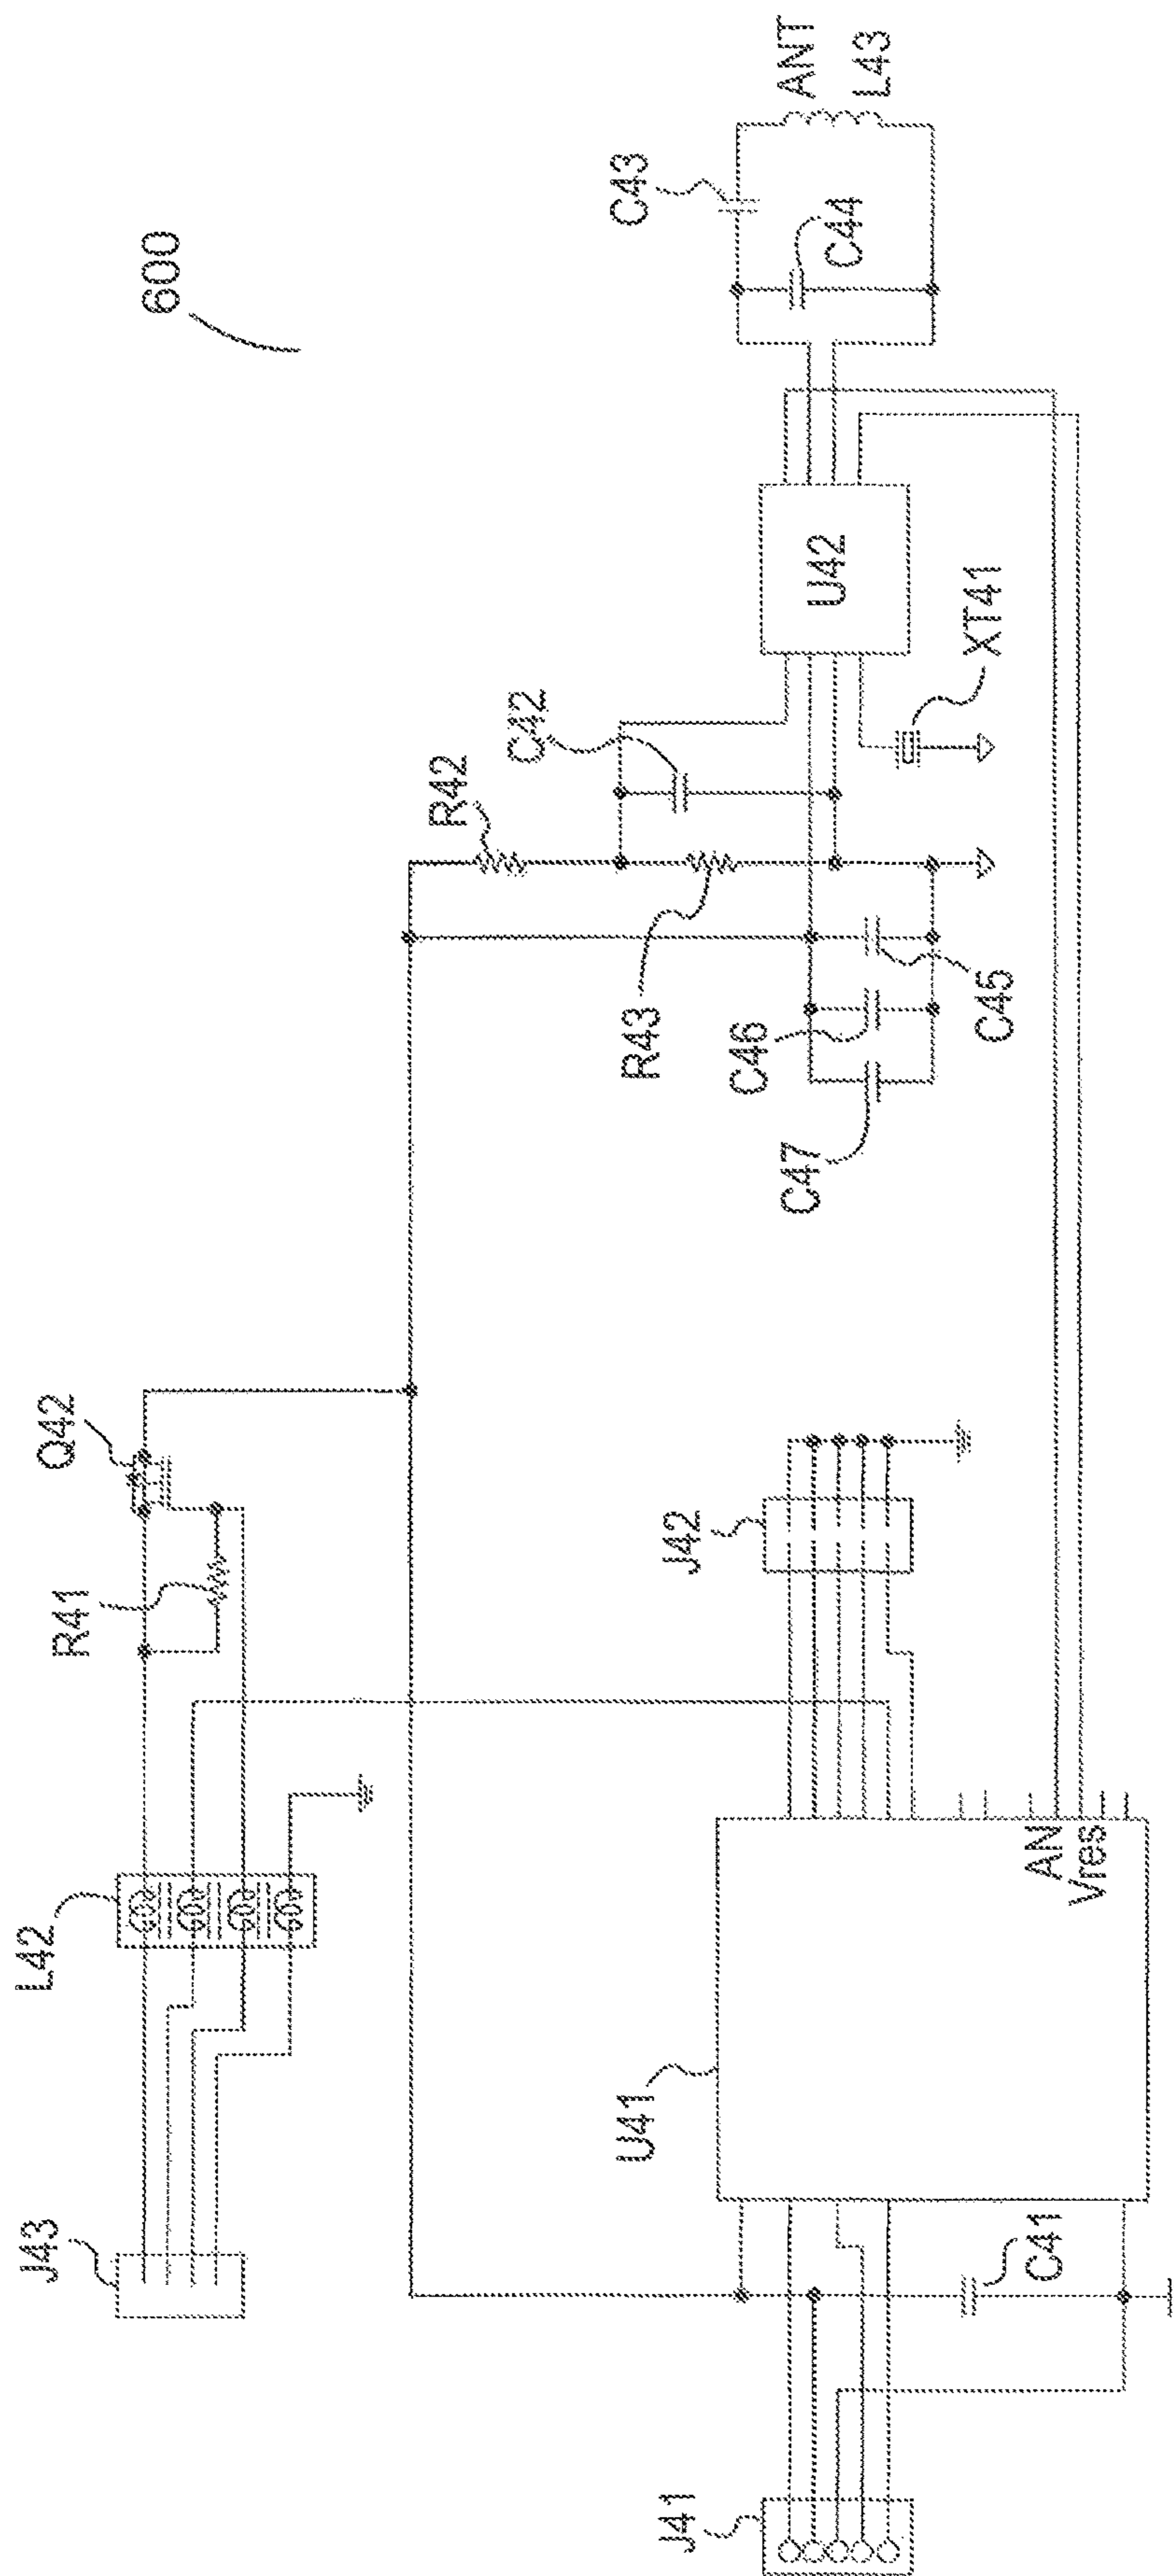 600
J43
L42
R41
Q42
R42
C42
R43
C46
C47
C45
U42
XT41
C43
C44
ANT
L43
J41
C41
U41
AN
Vres
J42